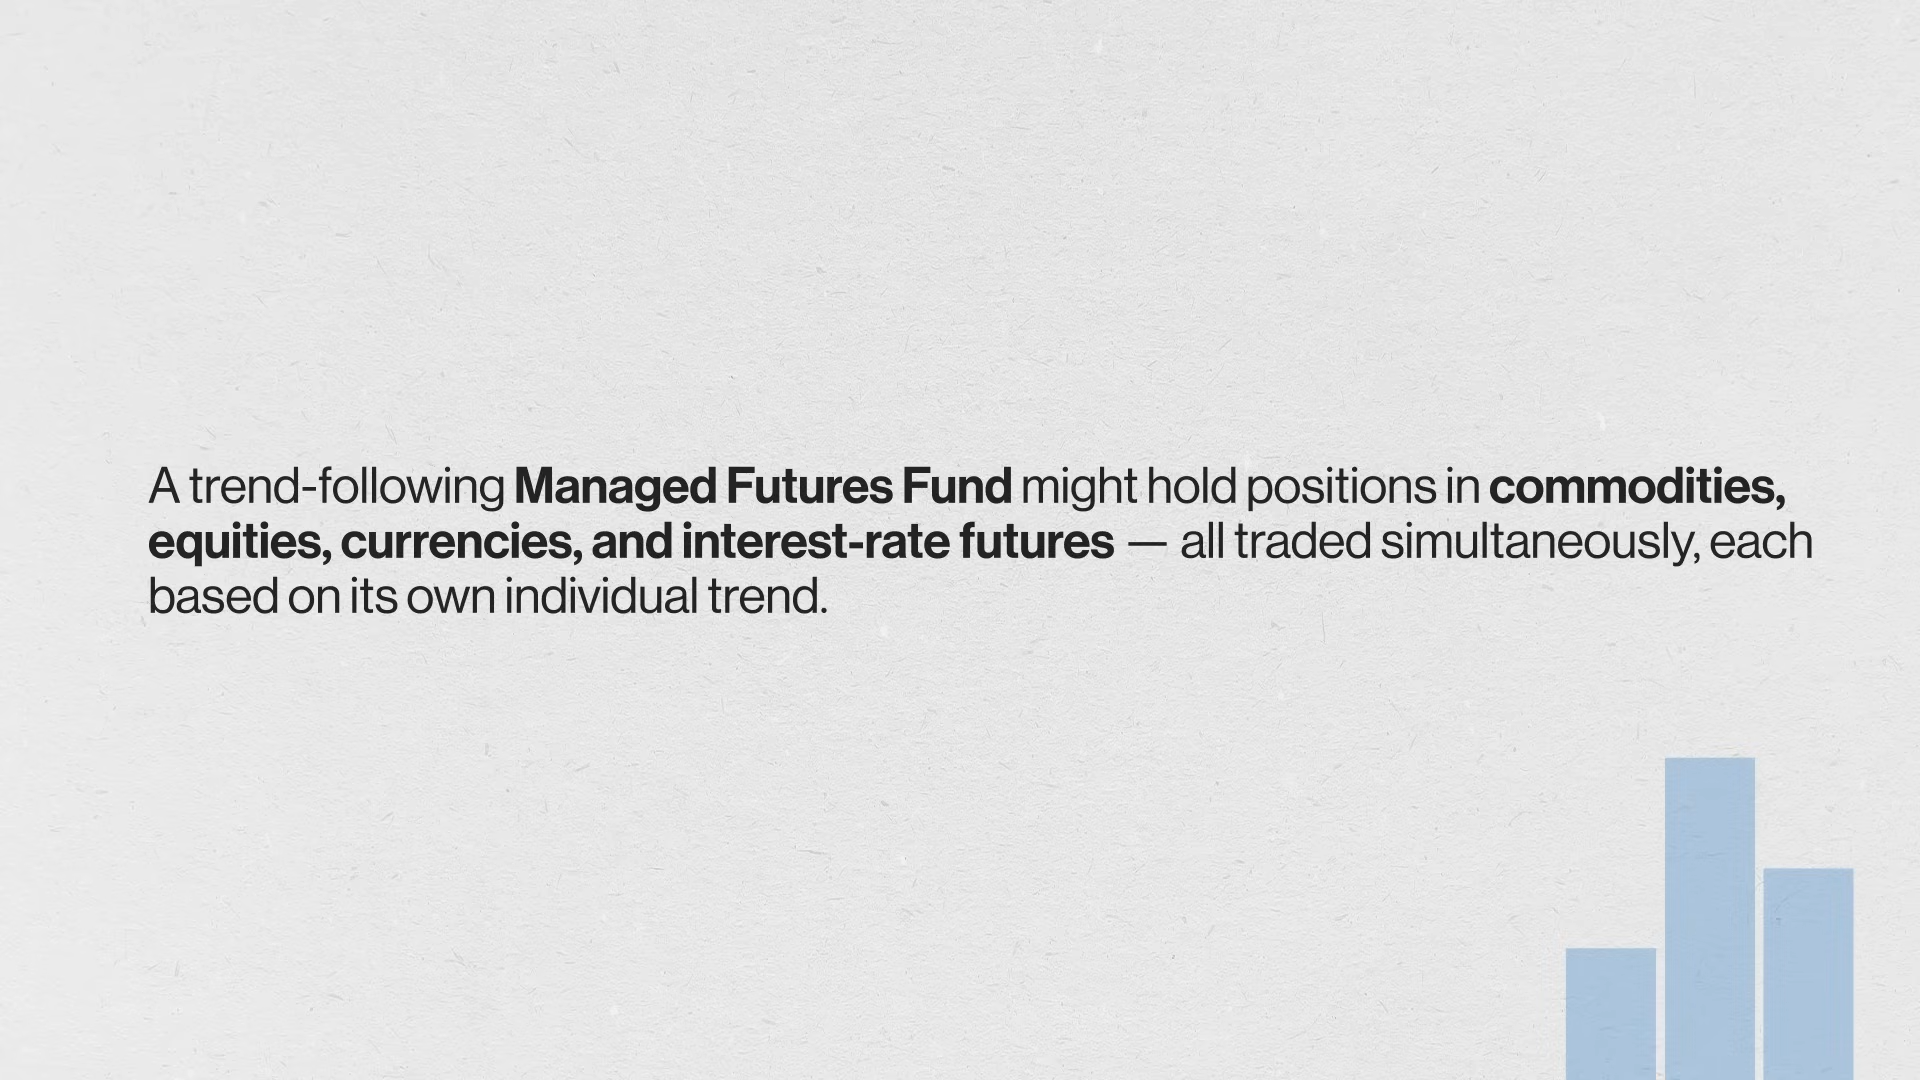 A trend-following Managed Futures Fund might hold positions in commodities,
equities, currencies, and interest-rate futures — all traded simultaneously, each
based on its own individual trend.